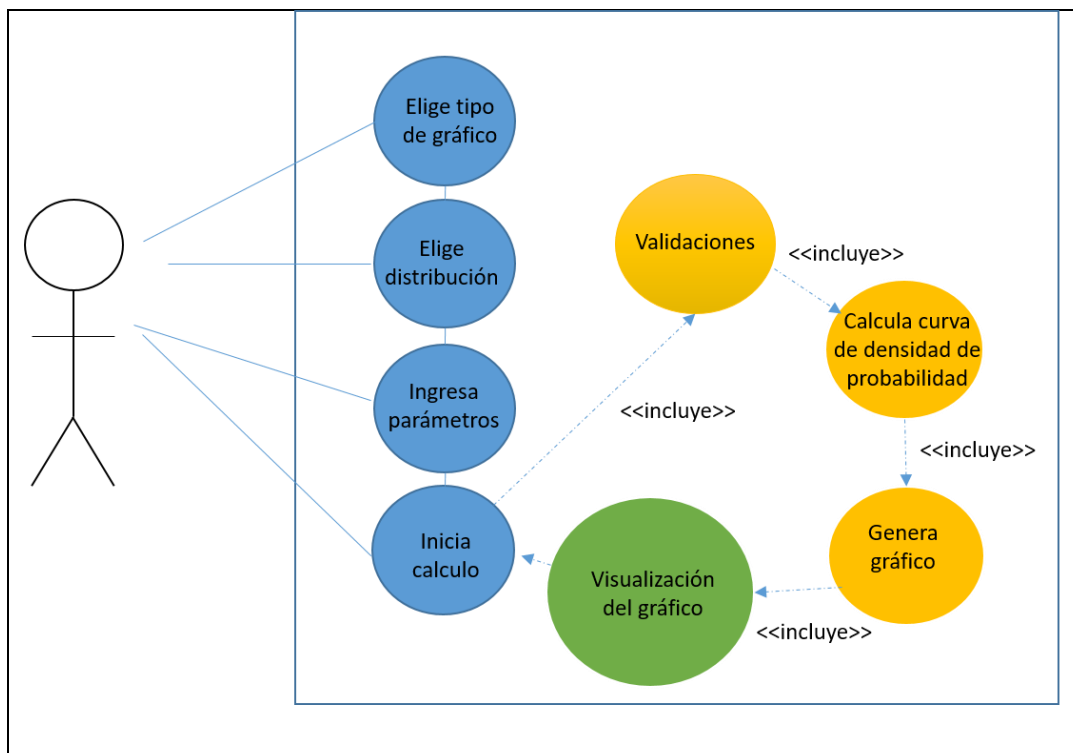 Elige tipo
de gráfico
Elige
distribución
Ingresa
parámetros
Inicia
calculo
Validaciones
<<incluye>>
<<incluye>>
Calcula curva
de densidad de
probabilidad
<<incluye>>
Genera
gráfico
<<incluye>>
Visualización
del gráfico